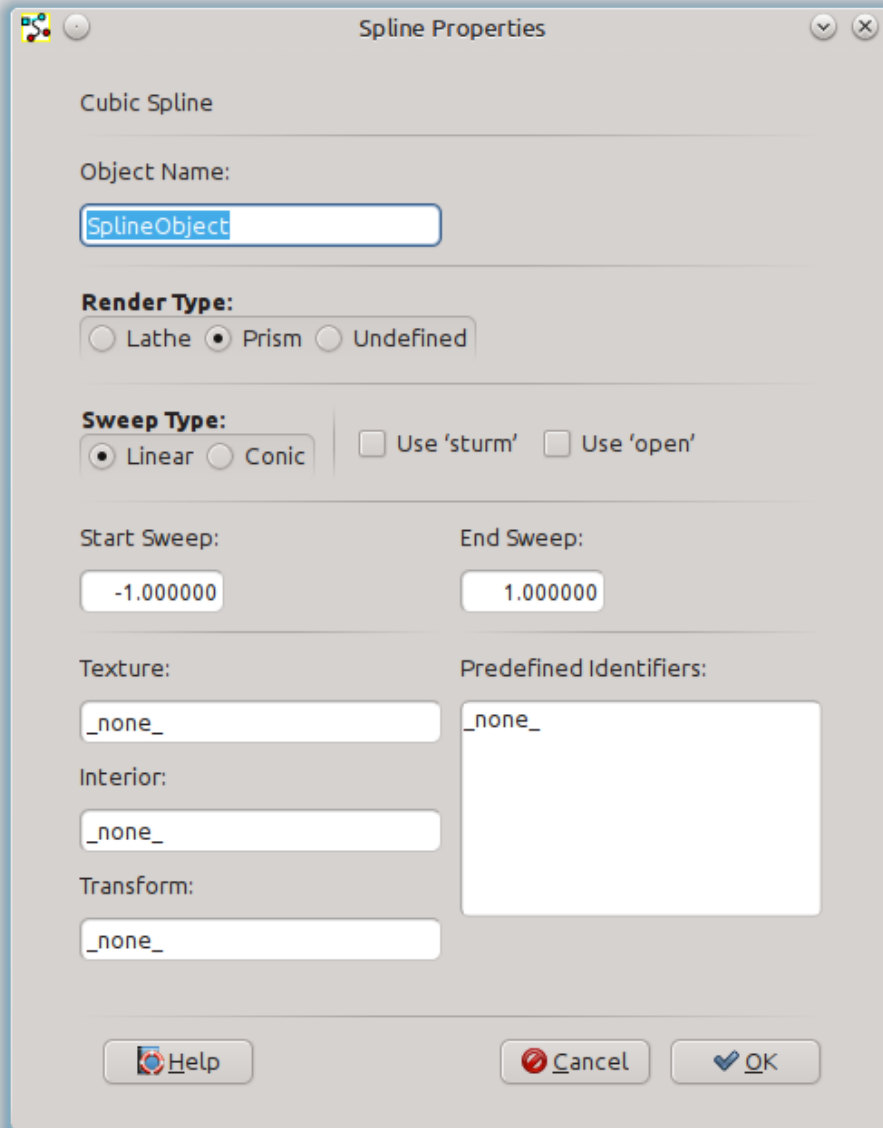 Spline Properties
Cubic Spline
Object Name:
SplineObject
Render Type:
Lathe Prism Undefined
Sweep Type:
Linear Conic Use ‘sturm’ Use ‘open’
Start Sweep: End Sweep:
-1.000000 1.000000
Texture: Predefined Identifiers:
_none_ _none_
Interior:
_none_
Transform:
_none_
Help Cancel OK